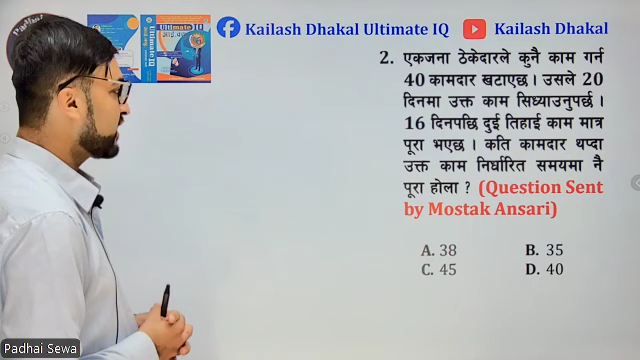 Padhai
Ultimate IQ
आई.क्यू.
Kailash Dhakal Ultimate IQ
Kailash Dhakal
2. एकजना ठेकेदारले कुनै काम गर्न
40 कामदार खटाएछ । उसले 20
दिनमा उक्त काम सिध्याउनुपर्छ ।
16 दिनपछि दुई तिहाई काम मात्र
पूरा भएछ । कति कामदार थप्दा
उक्त काम निर्धारित समयमा नै
पूरा होला ? (Question Sent
by Mostak Ansari)
A. 38 B. 35
C. 45 D. 40
Padhai Sewa